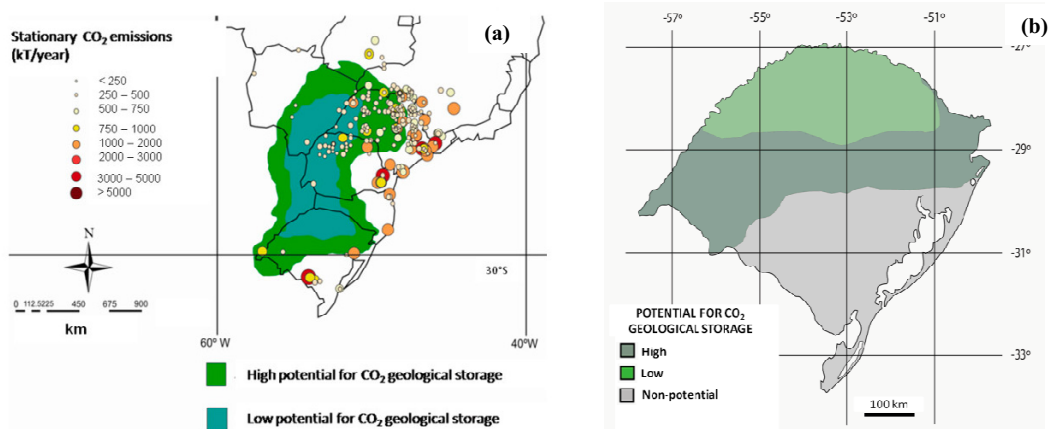 Stationary CO₂ emissions
(kT/year)
< 250
250 – 500
500 – 750
750 – 1000
1000 – 2000
2000 – 3000
3000 – 5000
> 5000
(a)
N
30°S
0 112.5225 450 675 900
km
60°W
40°W
High potential for CO₂ geological storage
Low potential for CO₂ geological storage
(b)
-57°
-55°
-53°
-51°
-27°
-29°
-31°
-33°
POTENTIAL FOR CO₂
GEOLOGICAL STORAGE
High
Low
Non-potential
100 km